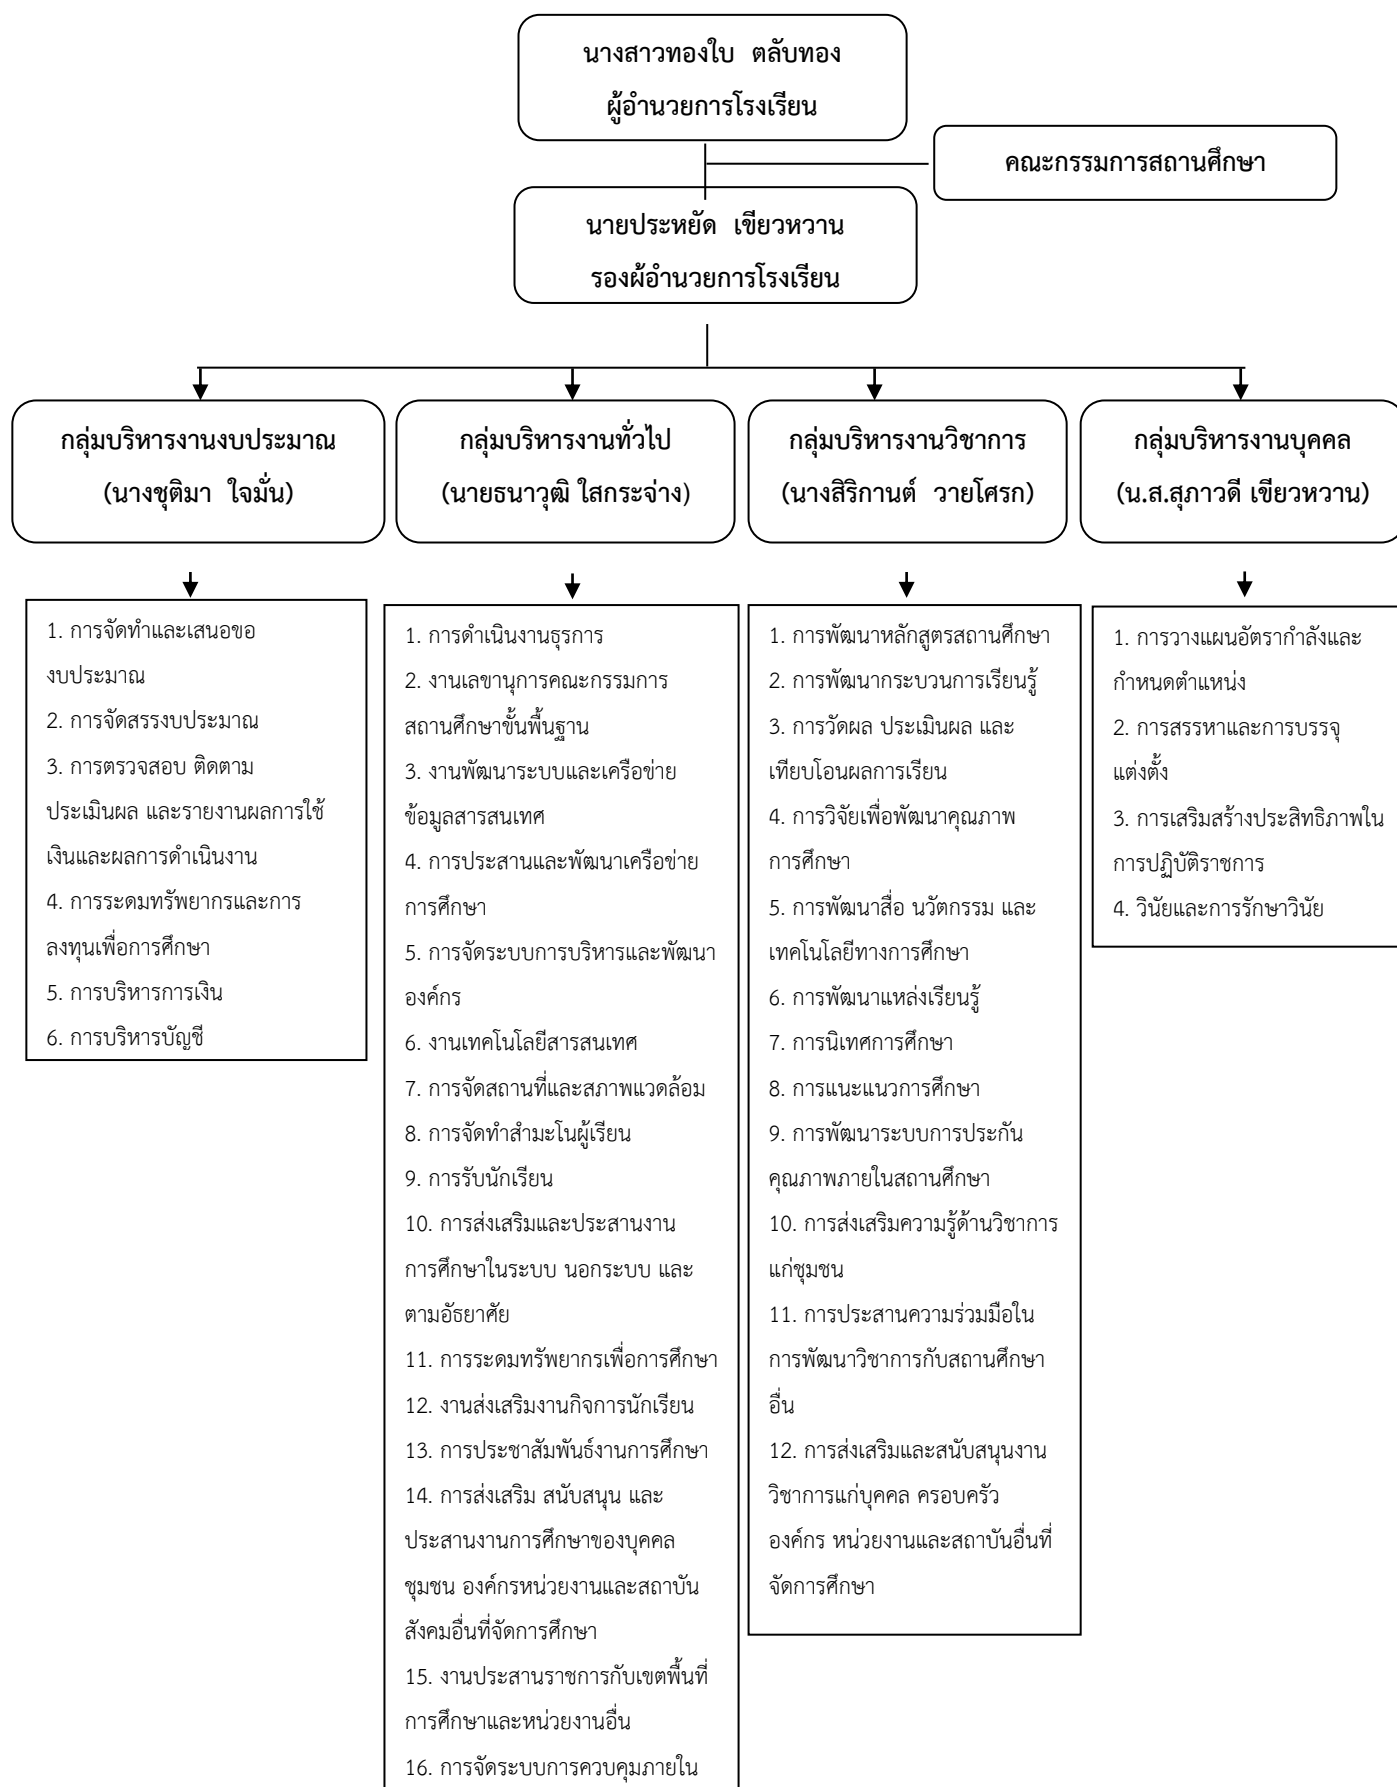 นางสาวทองใบ ตลับทอง
ผู้อำนวยการโรงเรียน
คณะกรรมการสถานศึกษา
นายประหยัด เขียวหวาน
รองผ้อำนวยการโรงเรียน
กลุ่มบริหารงานงบประมาณ
(นางชุติมา ใจมั่น)
กลุ่มบริหารงานทั่วไป
(นายธนาวุฒิ ใสกระจ่าง)
กลุ่มบริหารงานวิชาการ
(นางสิริกานต์ วายโศรก)
กลุ่มบริหารงานบุคคล
(น.ส.สุภาวดี เขียวหวาน)
1. การจัดทำและเสนอขอ
งบประมาณ
2. การจัดสรรงบประมาณ
3. การตรวจสอบ ติดตาม
ประเมินผล และรายงานผลการใช้
เงินและผลการดำเนินงาน
4. การระดมทรัพยากรและการ
ลงทุนเพื่อการศึกษา
5. การบริหารการเงิน
6. การบริหารบัญชี
1. การดำเนินงานธุรการ
2. งานเลขานุการคณะกรรมการ
สถานศึกษาขั้นพื้นฐาน
3. งานพัฒนาระบบและเครือข่าย
ข้อมูลสารสนเทศ
4. การประสานและพัฒนาเครือข่าย
การศึกษา
5. การจัดระบบการบริหารและพัฒนา
องค์กร
6. งานเทคโนโลยีสารสนเทศ
7. การจัดสถานที่และสภาพแวดล้อม
8. การจัดทำสำมะโนผู้เรียน
9. การรับนักเรียน
10. การส่งเสริมและประสานงาน
การศึกษาในระบบ นอกระบบ และ
ตามอัธยาศัย
11. การระดมทรัพยากรเพื่อการศึกษา
12. งานส่งเสริมงานกิจการนักเรียน
13. การประชาสัมพันธ์งานการศึกษา
14. การส่งเสริม สนับสนุน และ
ประสานงานการศึกษาของบุคคล
ชุมชน องค์กรหน่วยงานและสถาบัน
สังคมอื่นที่จัดการศึกษา
15. งานประสานราชการกับเขตพื้นที่
การศึกษาและหน่วยงานอื่น
16. การจัดระบบการควบคุมภายใน
1. การพัฒนาหลักสูตรสถานศึกษา
2. การพัฒนากระบวนการเรียนรู้
3. การวัดผล ประเมินผล และ
เทียบโอนผลการเรียน
4. การวิจัยเพื่อพัฒนาคุณภาพ
การศึกษา
5. การพัฒนาสื่อ นวัตกรรม และ
เทคโนโลยีทางการศึกษา
6. การพัฒนาแหล่งเรียนรู้
7. การนิเทศการศึกษา
8. การแนะแนวการศึกษา
9. การพัฒนาระบบการประกัน
คุณภาพภายในสถานศึกษา
10. การส่งเสริมความรู้ด้านวิชาการ
แก่ชุมชน
11. การประสานความร่วมมือใน
การพัฒนาวิชาการกับสถานศึกษา
อื่น
12. การส่งเสริมและสนับสนุนงาน
วิชาการแก่บุคคล ครอบครัว
องค์กร หน่วยงานและสถาบันอื่นที่
จัดการศึกษา
1. การวางแผนอัตรากำลังและ
กำหนดตำแหน่ง
2. การสรรหาและการบรรจุ
แต่งตั้ง
3. การเสริมสร้างประสิทธิภาพใน
การปฏิบัติราชการ
4. วินัยและการรักษาวินัย